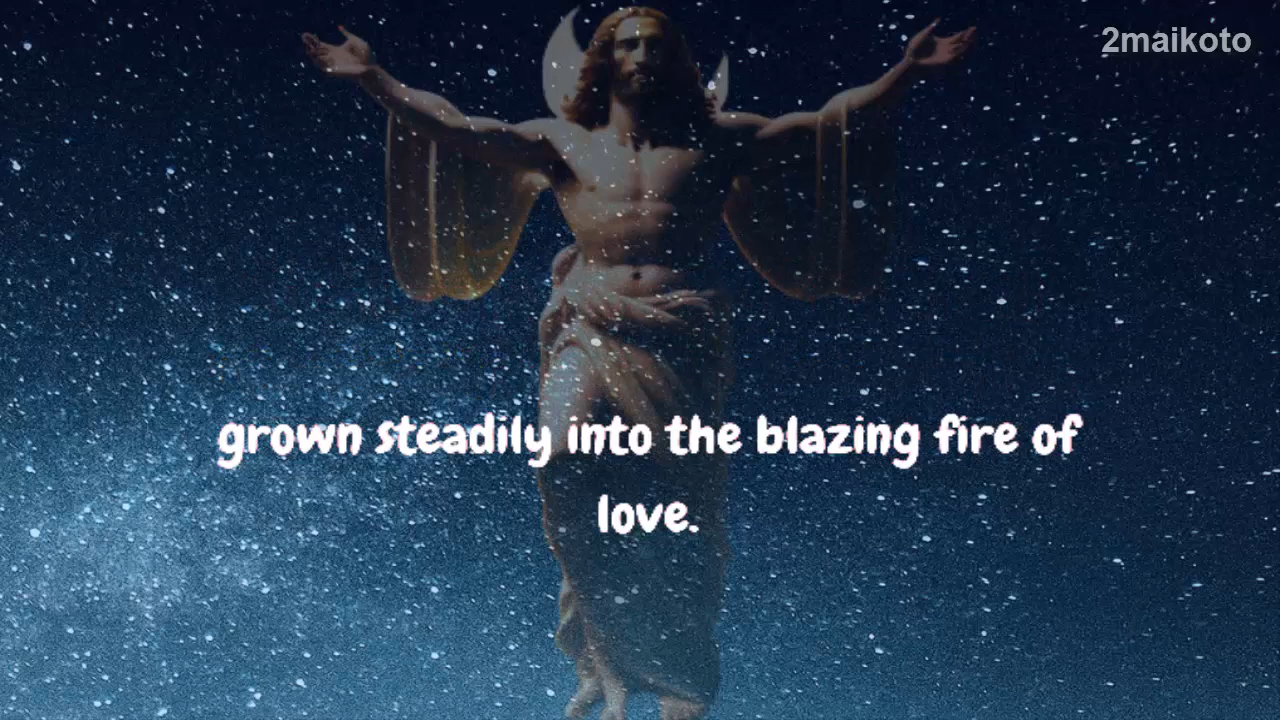 2maikoto
grown steadily into the blazing fire of
love.